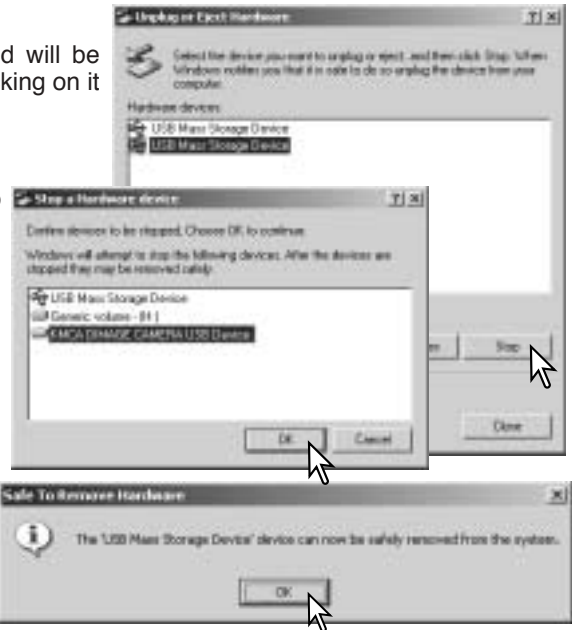 d will be
king on it
Unplug or Eject Hardware
Select the device you want to unplug or eject, and then click Stop. When
Windows notifies you that it is safe to do so unplug the device from your
computer.
Hardware devices:
USB Mass Storage Device
USB Mass Storage Device
Stop
Close
Stop a Hardware device
Confirm devices to be stopped, Choose OK to continue.
Windows will attempt to stop the following devices. After the devices are
stopped they may be removed safely.
USB Mass Storage Device
Generic volume - (H:)
KMCA DIMAGE CAMERA USB Device
OK
Cancel
Safe To Remove Hardware
The 'USB Mass Storage Device' device can now be safely removed from the system.
OK